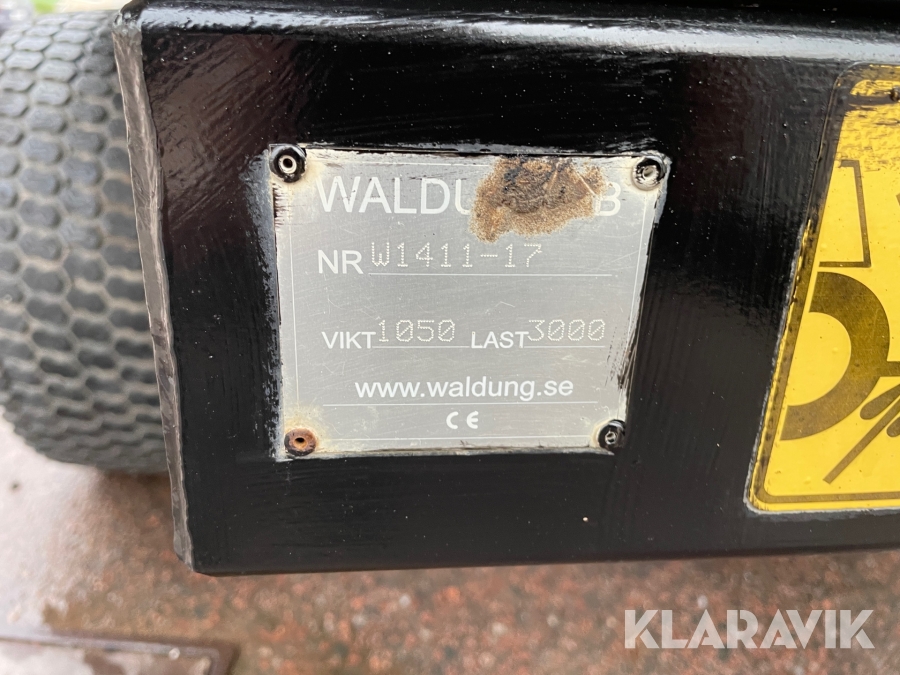 WALDU B
NR W1411-17
VIKT 1050 LAST 3000
www.waldung.se
CE
KLARAVIK